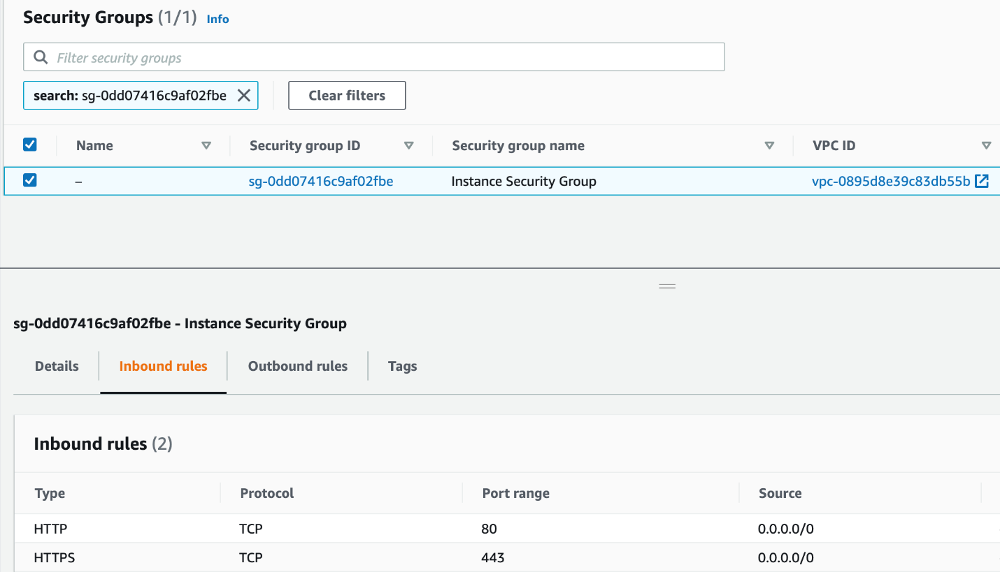 Security Groups (1/1) Info
Filter security groups
search: sg-0dd07416c9af02fbe Clear filters
Name Security group ID Security group name VPC ID
– sg-0dd07416c9af02fbe Instance Security Group vpc-0895d8e39c83db55b
sg-0dd07416c9af02fbe - Instance Security Group
Details Inbound rules Outbound rules Tags
Inbound rules (2)
Type Protocol Port range Source
HTTP TCP 80 0.0.0.0/0
HTTPS TCP 443 0.0.0.0/0